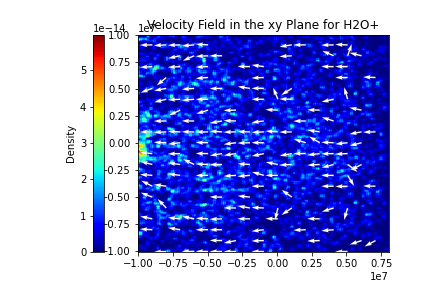 Velocity Field in the xy Plane for H2O+
1e−14
1e7
Density
5
4
3
2
1
0
1.00
0.75
0.50
0.25
0.00
−0.25
−0.50
−0.75
−1.00
−1.00 −0.75 −0.50 −0.25 0.00 0.25 0.50 0.75
1e7